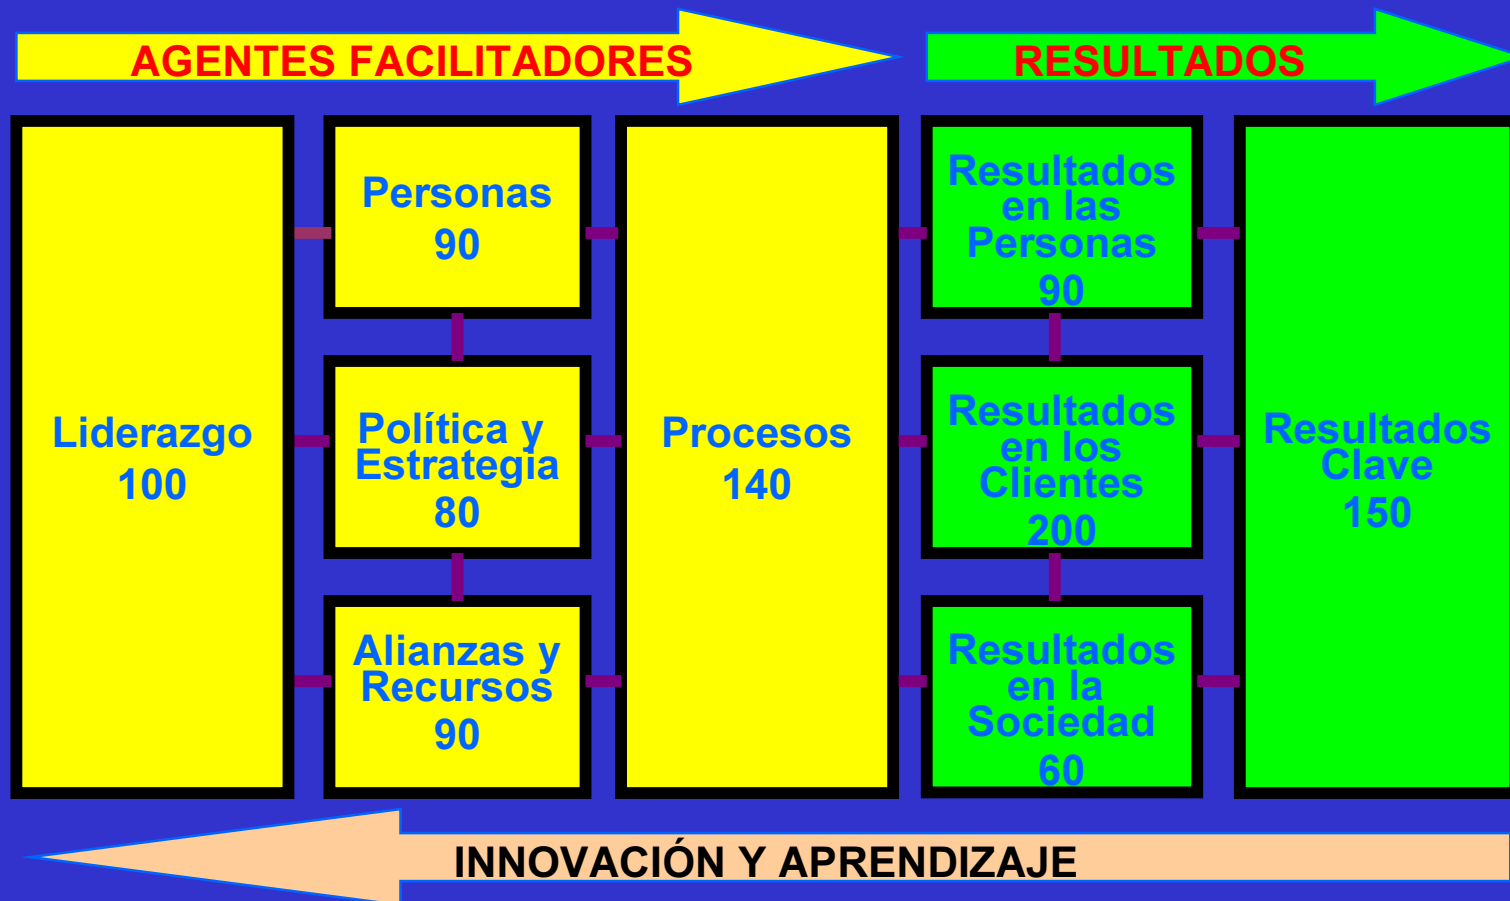 AGENTES FACILITADORES
RESULTADOS
Liderazgo
100
Personas
90
Política y
Estrategia
80
Alianzas y
Recursos
90
Procesos
140
Resultados
en las
Personas
90
Resultados
en los
Clientes
200
Resultados
en la
Sociedad
60
Resultados
Clave
150
INNOVACIÓN Y APRENDIZAJE